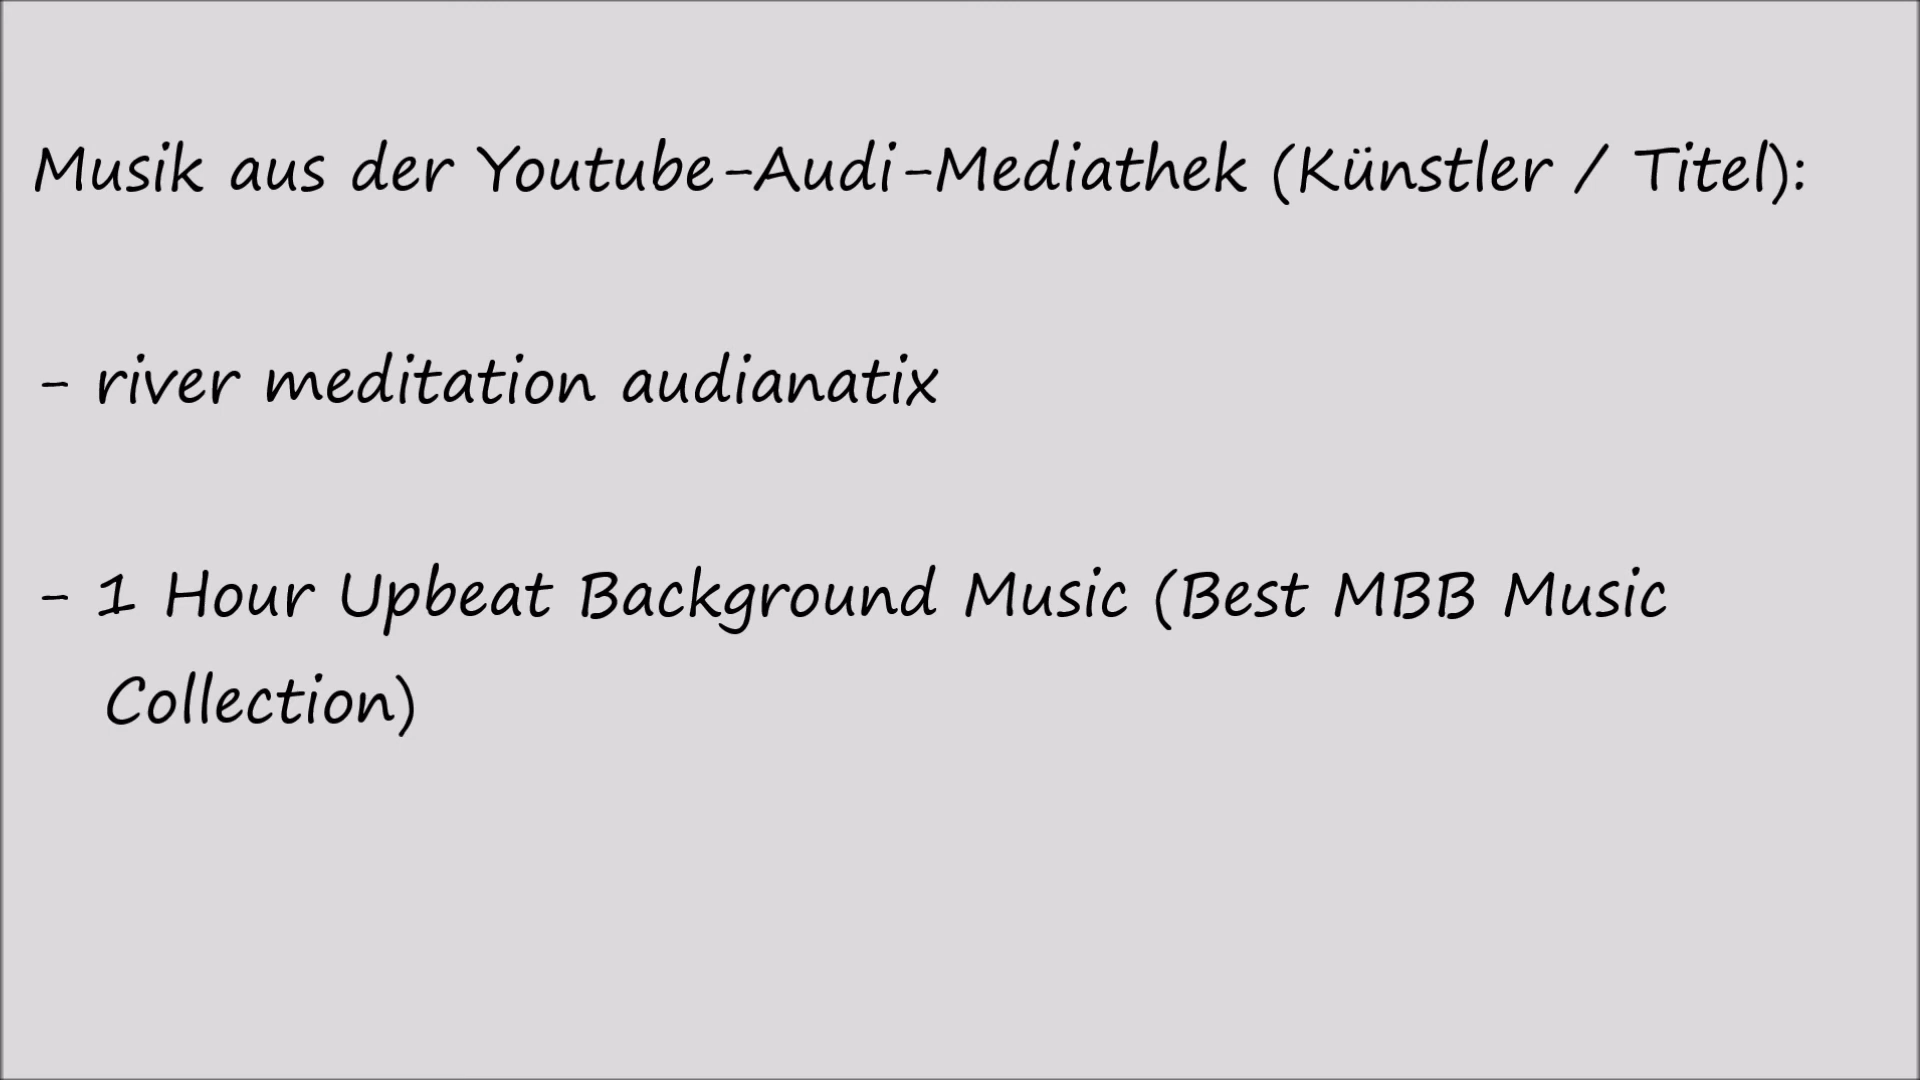 Musik aus der Youtube-Audi-Mediathek (Künstler / Titel):
- river meditation audianatix
- 1 Hour Upbeat Background Music (Best MBB Music
Collection)